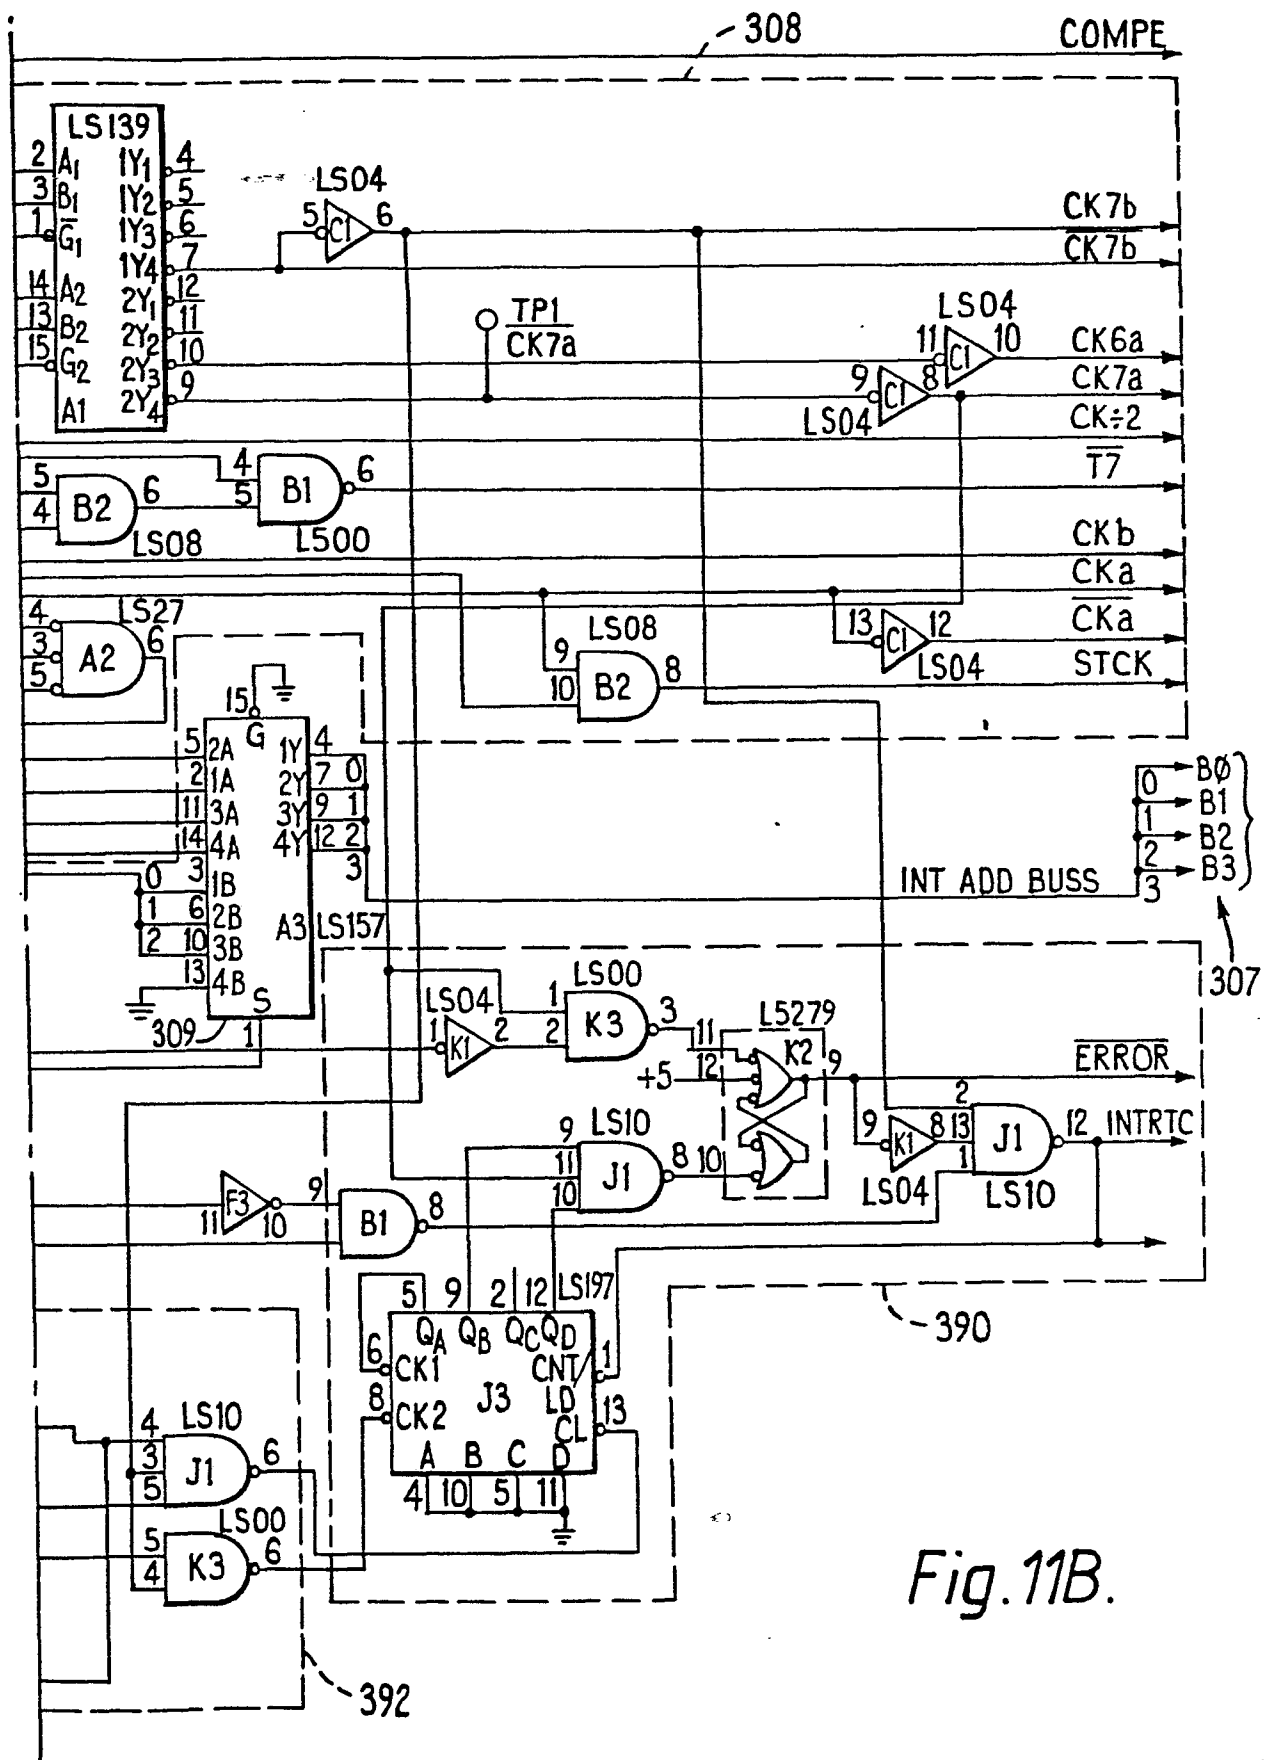 308
COMPE
LS139
2 A1 1Y1 4
3 B1 1Y2 5
1 G̅1 1Y3 6
1Y4 7
14 A2 2Y1 12
13 B2 2Y2 11
15 G2 2Y3 10
A1 2Y4 9
LS04
5 C1 6
CK7b
C̅K̅7̅b̅
TP1
C̅K̅7̅a̅
LS04
11 C1 10
CK6a
9 C1 8
LS04
CK7a
CK÷2
T̅7̅
5
4 B2 6
LS08
4
5 B1 6
L500
CKb
CKa
C̅K̅a̅
13 C1 12
LS04
STCK
LS27
4
3 A2 6
5
LS08
9
10 B2 8
15 G
5 2A 1Y 4
2 1A 2Y 7 0
11 3A 3Y 9 1
14 4A 4Y 12 2
3
3 1B
0
1 6 2B
2 10 3B
13 4B
S
1
A3 LS157
309
INT ADD BUSS
0 BØ
1 B1
2 B2
3 B3
307
LS04
1 K1 2
LS00
1
2 K3 3
L5279
11
+5 12
K2 9
E̅R̅R̅O̅R̅
LS10
9
11 J1 8 10
10
9 K1 8
LS04
2
13 J1 12
1
LS10
INTRTC
11 F3 10
9 B1 8
LS197
5 9 2 12
QA QB QC QD
6 CK1 CNT/ 1
8 CK2 J3 LD
CL 13
A B C D
4 10 5 11
390
LS10
4
3 J1 6
5
LS00
5
4 K3 6
392
Fig. 11B.